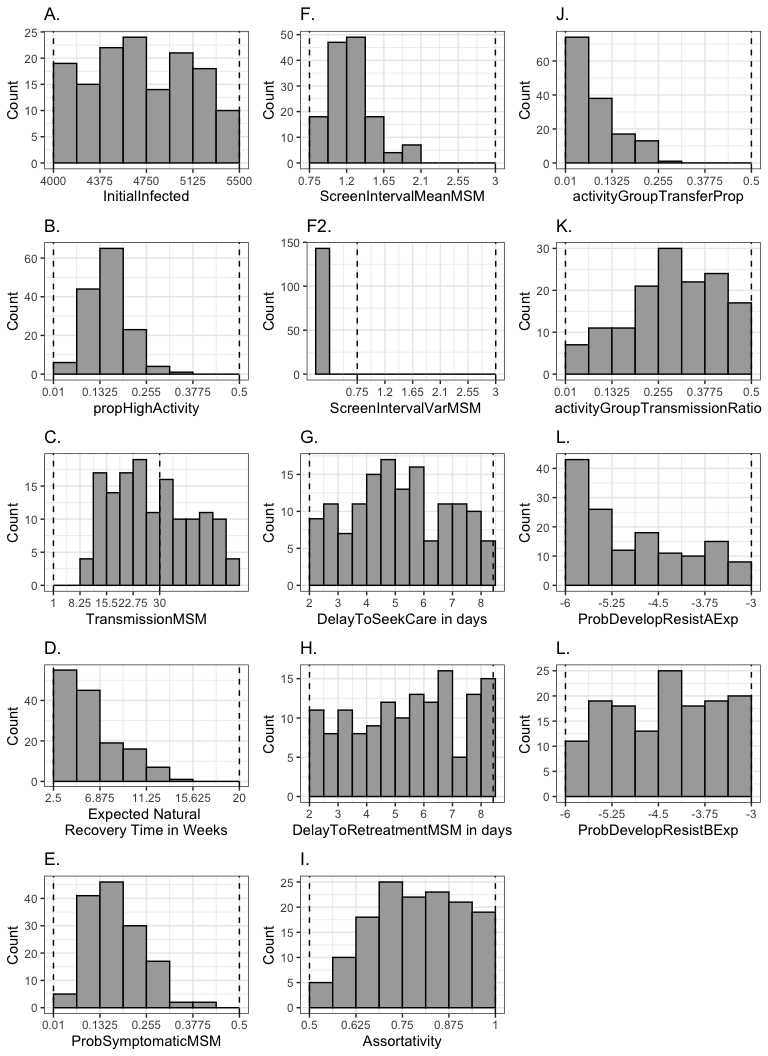 A.
25
20
15
10
5
0
Count
4000 4375 4750 5125 5500
InitialInfected
F.
50
40
30
20
10
0
Count
0.75 1.2 1.65 2.1 2.55 3
ScreenIntervalMeanMSM
J.
60
40
20
0
Count
0.01 0.1325 0.255 0.3775 0.5
activityGroupTransferProp
B.
60
40
20
0
Count
0.01 0.1325 0.255 0.3775 0.5
propHighActivity
F2.
150
100
50
0
Count
0.75 1.2 1.65 2.1 2.55 3
ScreenIntervalVarMSM
K.
30
20
10
0
Count
0.01 0.1325 0.255 0.3775 0.5
activityGroupTransmissionRatio
C.
15
10
5
0
Count
1 8.25 15.5 22.75 30
TransmissionMSM
G.
15
10
5
0
Count
2 3 4 5 6 7 8
DelayToSeekCare in days
L.
40
30
20
10
0
Count
-6 -5.25 -4.5 -3.75 -3
ProbDevelopResistAExp
D.
40
20
0
Count
2.5 6.875 11.25 15.625 20
Expected Natural
Recovery Time in Weeks
H.
15
10
5
0
Count
2 3 4 5 6 7 8
DelayToRetreatmentMSM in days
L.
25
20
15
10
5
0
Count
-6 -5.25 -4.5 -3.75 -3
ProbDevelopResistBExp
E.
40
30
20
10
0
Count
0.01 0.1325 0.255 0.3775 0.5
ProbSymptomaticMSM
I.
25
20
15
10
5
0
Count
0.5 0.625 0.75 0.875 1
Assortativity